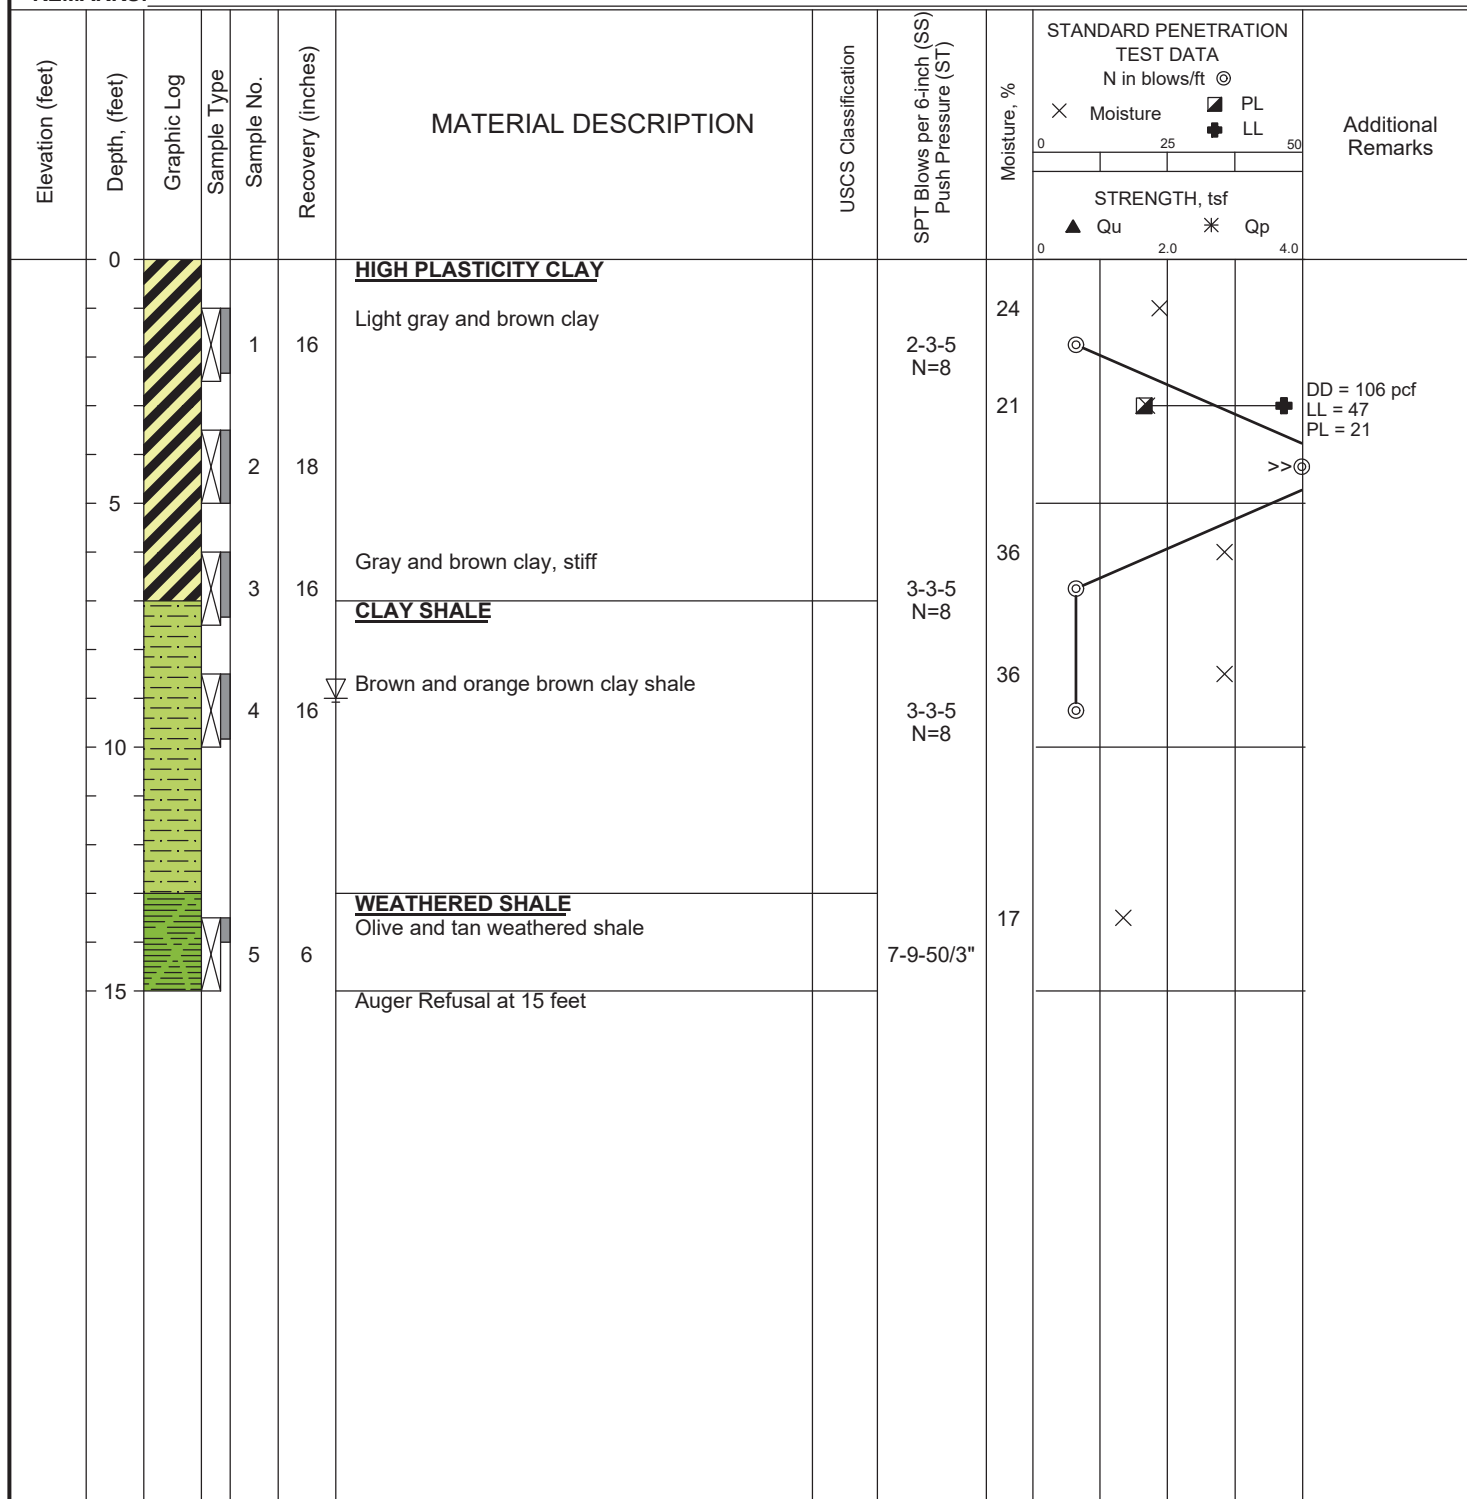 Elevation (feet)
Depth, (feet)
Graphic Log
Sample Type
Sample No.
Recovery (inches)
MATERIAL DESCRIPTION
USCS Classification
SPT Blows per 6-inch (SS)
Push Pressure (ST)
Moisture, %
STANDARD PENETRATION
TEST DATA
N in blows/ft
Moisture
PL
LL
0 25 50
STRENGTH, tsf
Qu Qp
0 2.0 4.0
Additional
Remarks
0
HIGH PLASTICITY CLAY
24
Light gray and brown clay
1 16 2-3-5
N=8
21
DD = 106 pcf
LL = 47
PL = 21
2 18 >>
5
Gray and brown clay, stiff
36
3 16 3-3-5
N=8
CLAY SHALE
36
Brown and orange brown clay shale
4 16 3-3-5
N=8
10
WEATHERED SHALE
17
Olive and tan weathered shale
5 6 7-9-50/3"
15
Auger Refusal at 15 feet